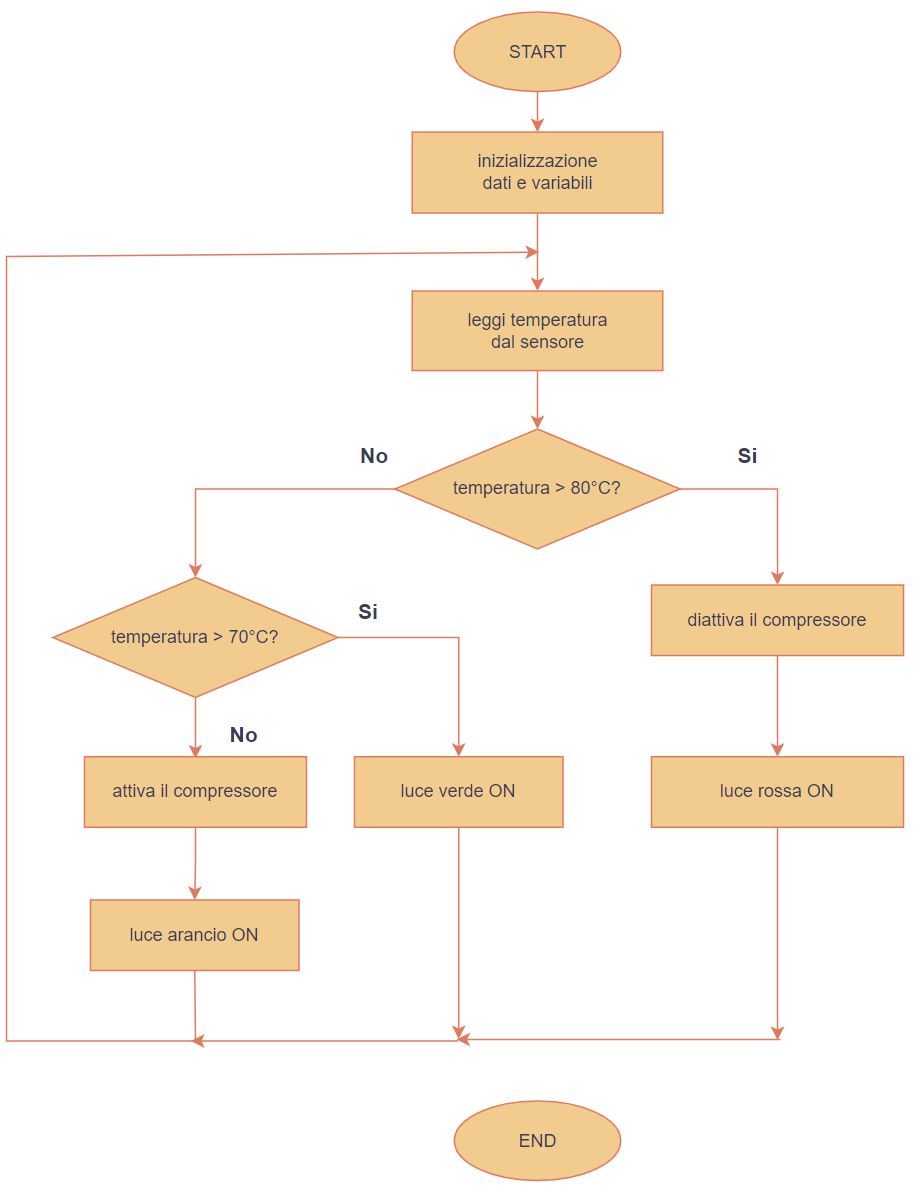 START
inizializzazione
dati e variabili
leggi temperatura
dal sensore
No
Si
temperatura > 80°C?
Si
temperatura > 70°C?
diattiva il compressore
No
attiva il compressore
luce verde ON
luce rossa ON
luce arancio ON
END